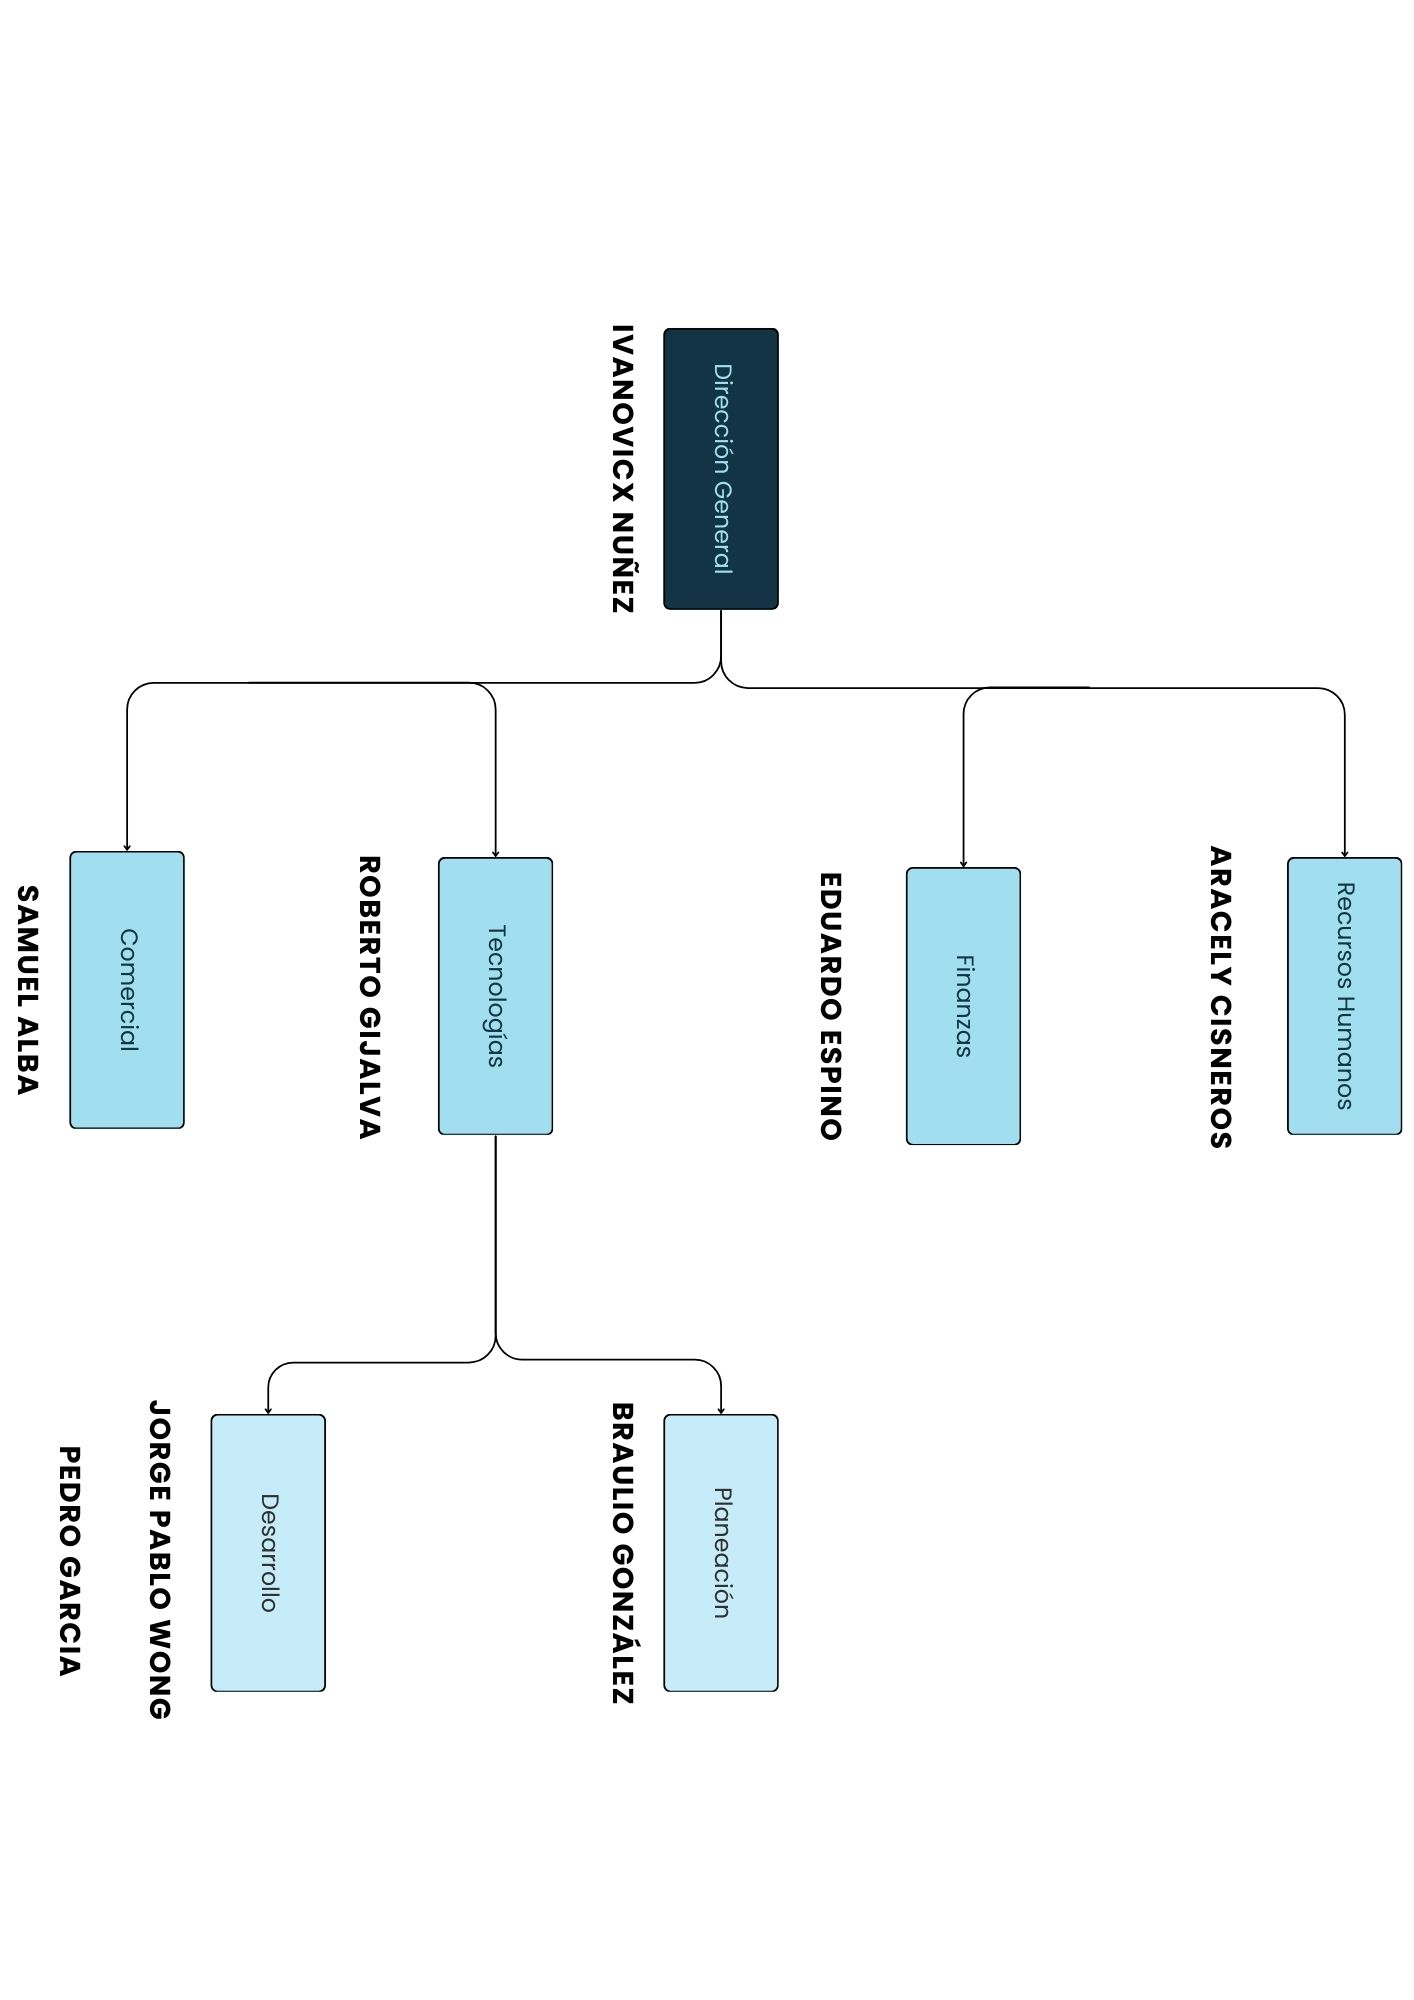 Dirección General
IVANOVICX NUÑEZ
Recursos Humanos
ARACELY CISNEROS
Finanzas
EDUARDO ESPINO
Tecnologías
ROBERTO GIJALVA
Comercial
SAMUEL ALBA
Planeación
BRAULIO GONZÁLEZ
Desarrollo
JORGE PABLO WONG
PEDRO GARCIA